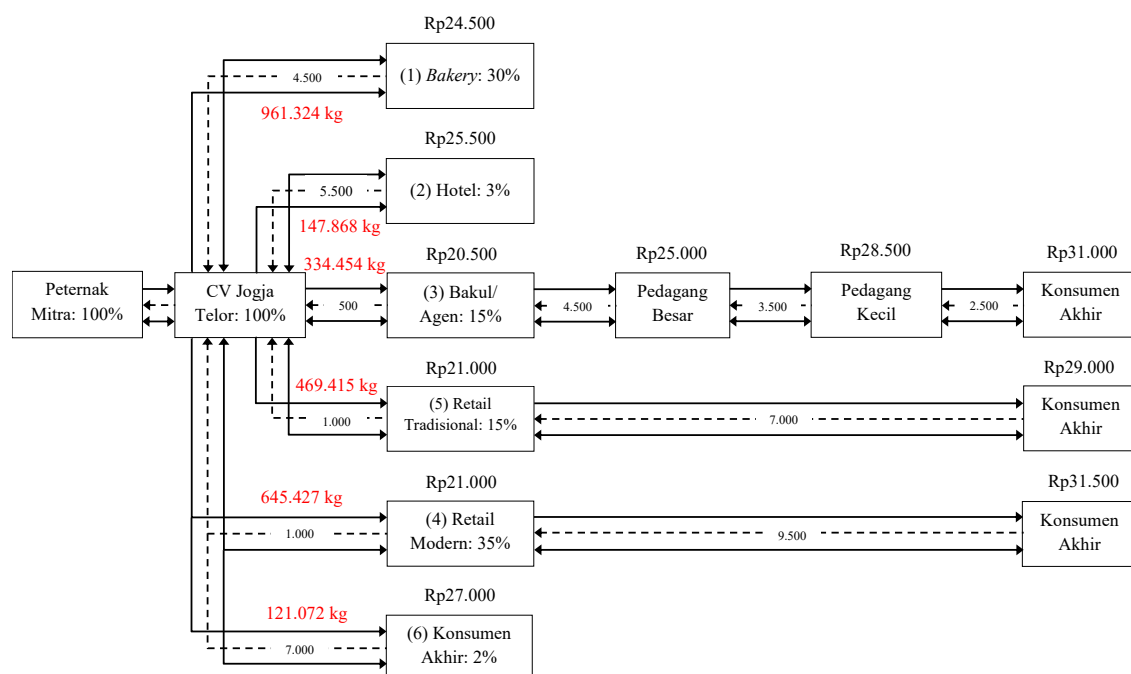 Rp24.500
4.500
(1) Bakery: 30%
961.324 kg
Rp25.500
5.500
(2) Hotel: 3%
147.868 kg
334.454 kg
Rp20.500
Rp25.000
Rp28.500
Rp31.000
Peternak
Mitra: 100%
CV Jogja
Telor: 100%
500
(3) Bakul/
Agen: 15%
4.500
Pedagang
Besar
3.500
Pedagang
Kecil
2.500
Konsumen
Akhir
469.415 kg
Rp21.000
Rp29.000
1.000
(5) Retail
Tradisional: 15%
7.000
Konsumen
Akhir
645.427 kg
Rp21.000
Rp31.500
1.000
(4) Retail
Modern: 35%
9.500
Konsumen
Akhir
121.072 kg
Rp27.000
7.000
(6) Konsumen
Akhir: 2%